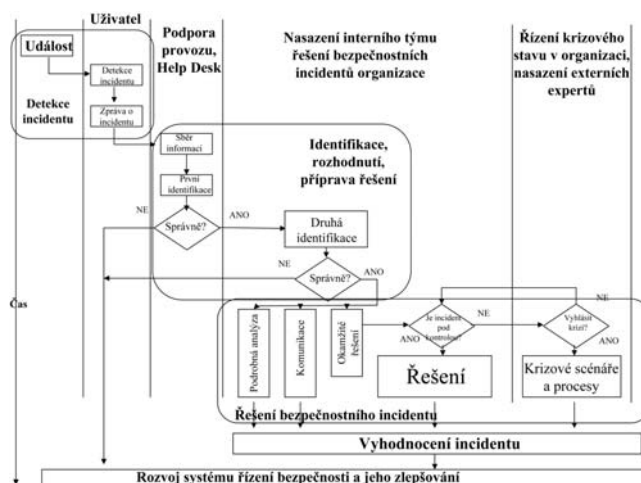 Uživatel
Podpora
provozu,
Help Desk
Nasazení interního týmu
řešení bezpečnostních
incidentů organizace
Řízení krizového
stavu v organizaci,
nasazení externích
expertů
Událost
Detekce
incidentu
Detekce
incidentu
Zpráva o
incidentu
Sběr
informací
První
identifikace
Identifikace,
rozhodnutí,
příprava řešení
NE
Správně?
ANO
Druhá
identifikace
NE
Správně?
ANO
Čas
Podrobná analýza
Komunikace
Okamžité
řešení
Je incident
pod
kontrolou?
ANO
NE
Vyhlásit
krizi?
NE
ANO
Řešení
Krizové scénáře
a procesy
Řešení bezpečnostního incidentu
Vyhodnocení incidentu
Rozvoj systému řízení bezpečnosti a jeho zlepšování